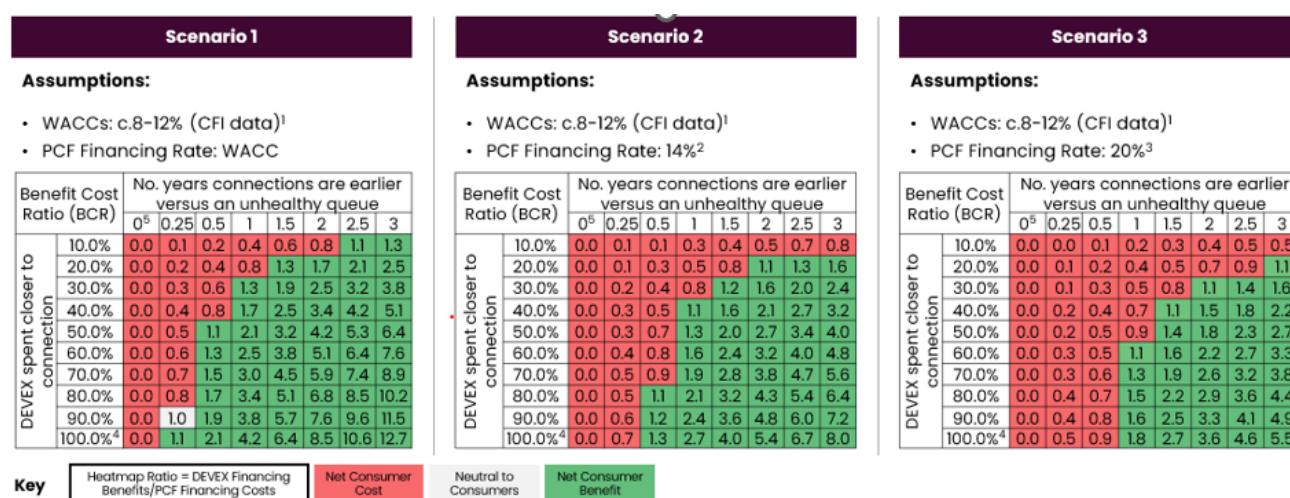 Scenario 1
Assumptions:
• WACCs: c.8-12% (CFI data)1
• PCF Financing Rate: WACC
Benefit Cost Ratio (BCR)
No. years connections are earlier versus an unhealthy queue
0⁵ 0.25 0.5 1 1.5 2 2.5 3
DEVEX spent closer to connection
10.0% 0.0 0.1 0.2 0.4 0.6 0.8 1.1 1.3
20.0% 0.0 0.2 0.4 0.8 1.3 1.7 2.1 2.5
30.0% 0.0 0.3 0.6 1.3 1.9 2.5 3.2 3.8
40.0% 0.0 0.4 0.8 1.7 2.5 3.4 4.2 5.1
50.0% 0.0 0.5 1.1 2.1 3.2 4.2 5.3 6.4
60.0% 0.0 0.6 1.3 2.5 3.8 5.1 6.4 7.6
70.0% 0.0 0.7 1.5 3.0 4.5 5.9 7.4 8.9
80.0% 0.0 0.8 1.7 3.4 5.1 6.8 8.5 10.2
90.0% 0.0 1.0 1.9 3.8 5.7 7.6 9.6 11.5
100.0%⁴ 0.0 1.1 2.1 4.2 6.4 8.5 10.6 12.7
Scenario 2
Assumptions:
• WACCs: c.8-12% (CFI data)¹
• PCF Financing Rate: 14%²
Benefit Cost Ratio (BCR)
No. years connections are earlier versus an unhealthy queue
0⁵ 0.25 0.5 1 1.5 2 2.5 3
DEVEX spent closer to connection
10.0% 0.0 0.1 0.1 0.3 0.4 0.5 0.7 0.8
20.0% 0.0 0.1 0.3 0.5 0.8 1.1 1.3 1.6
30.0% 0.0 0.2 0.4 0.8 1.2 1.6 2.0 2.4
40.0% 0.0 0.3 0.5 1.1 1.6 2.1 2.7 3.2
50.0% 0.0 0.3 0.7 1.3 2.0 2.7 3.4 4.0
60.0% 0.0 0.4 0.8 1.6 2.4 3.2 4.0 4.8
70.0% 0.0 0.5 0.9 1.9 2.8 3.8 4.7 5.6
80.0% 0.0 0.5 1.1 2.1 3.2 4.3 5.4 6.4
90.0% 0.0 0.6 1.2 2.4 3.6 4.8 6.0 7.2
100.0%⁴ 0.0 0.7 1.3 2.7 4.0 5.4 6.7 8.0
Scenario 3
Assumptions:
• WACCs: c.8-12% (CFI data)¹
• PCF Financing Rate: 20%³
Benefit Cost Ratio (BCR)
No. years connections are earlier versus an unhealthy queue
0⁵ 0.25 0.5 1 1.5 2 2.5 3
DEVEX spent closer to connection
10.0% 0.0 0.0 0.1 0.2 0.3 0.4 0.5 0.5
20.0% 0.0 0.1 0.2 0.4 0.5 0.7 0.9 1.1
30.0% 0.0 0.1 0.3 0.5 0.8 1.1 1.4 1.6
40.0% 0.0 0.2 0.4 0.7 1.1 1.5 1.8 2.2
50.0% 0.0 0.2 0.5 0.9 1.4 1.8 2.3 2.7
60.0% 0.0 0.3 0.5 1.1 1.6 2.2 2.7 3.3
70.0% 0.0 0.3 0.6 1.3 1.9 2.6 3.2 3.8
80.0% 0.0 0.4 0.7 1.5 2.2 2.9 3.6 4.4
90.0% 0.0 0.4 0.8 1.6 2.5 3.3 4.1 4.9
100.0%⁴ 0.0 0.5 0.9 1.8 2.7 3.6 4.6 5.5
Key
Heatmap Ratio = DEVEX Financing
Benefits/PCF Financing Costs
Net Consumer
Cost
Neutral to
Consumers
Net Consumer
Benefit